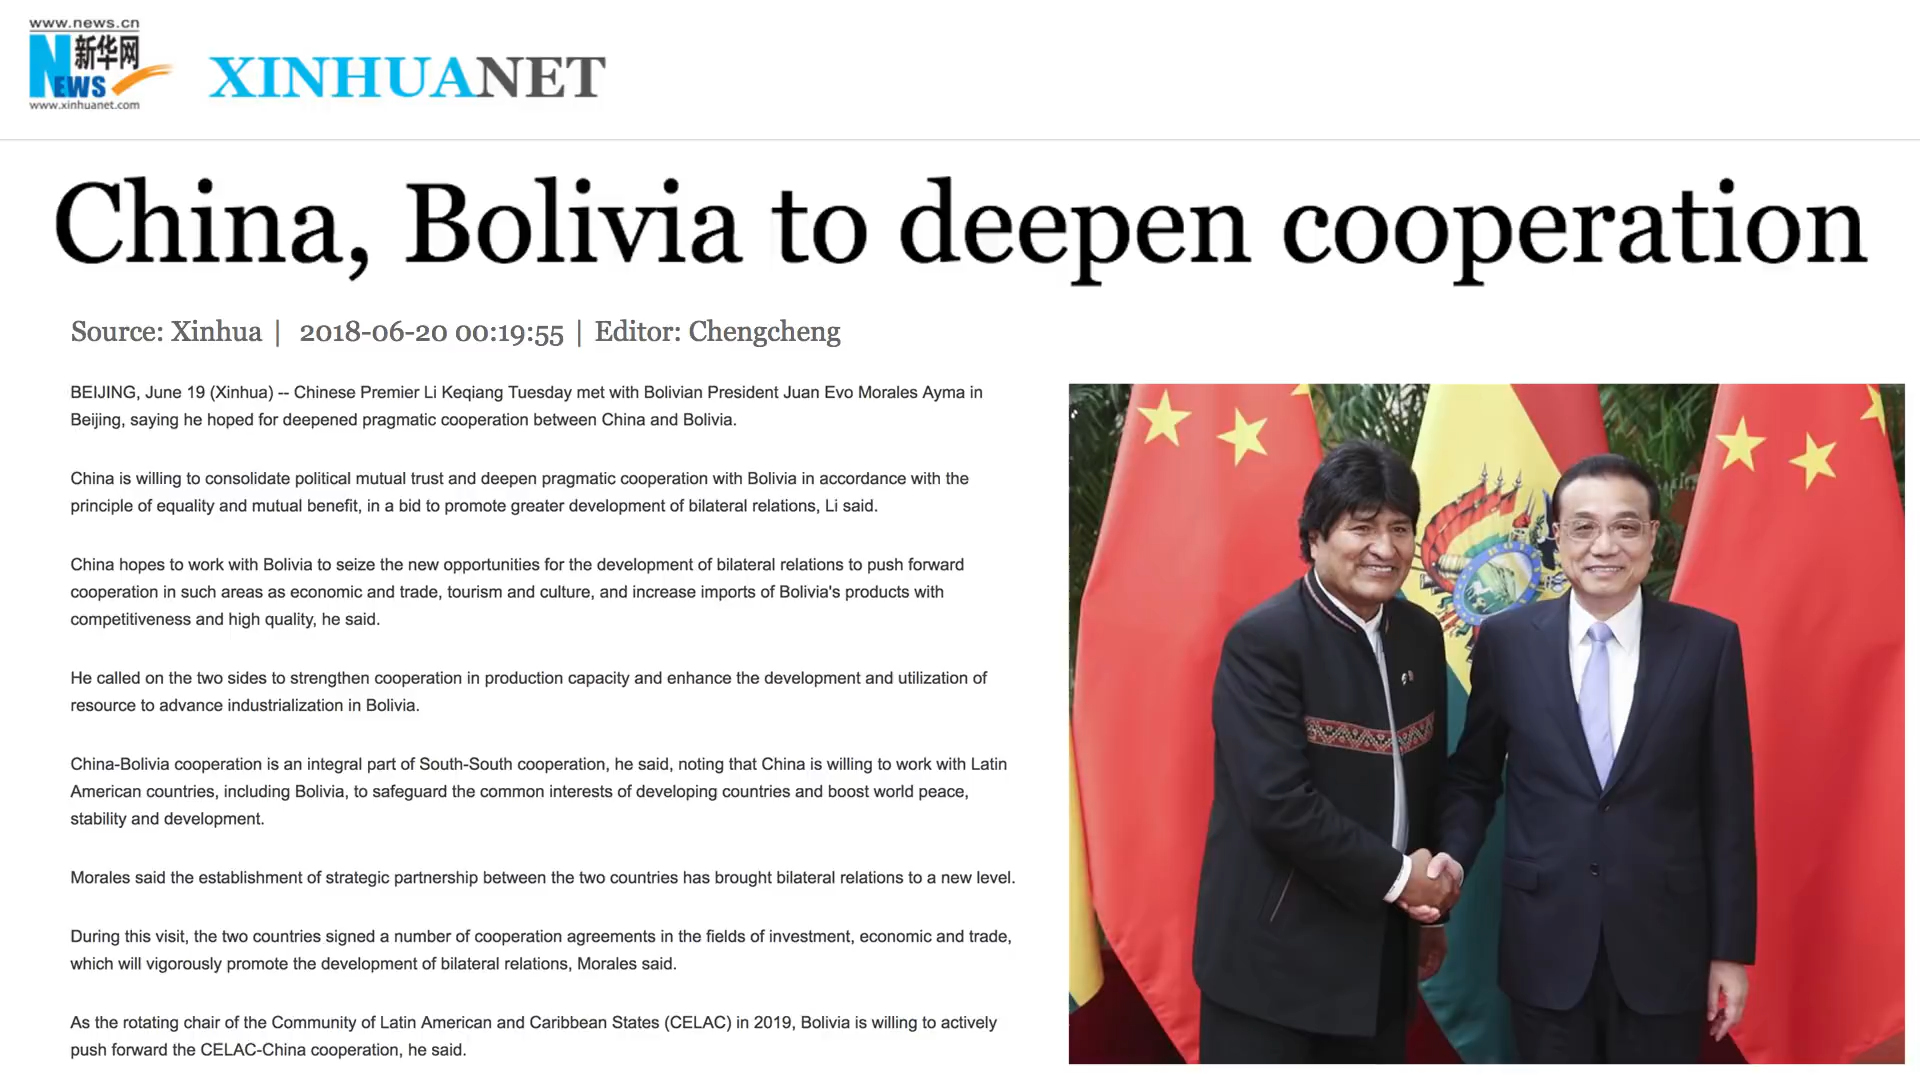 www.news.cn
新华网
NEWS
www.xinhuanet.com
XINHUANET
China, Bolivia to deepen cooperation
Source: Xinhua | 2018-06-20 00:19:55 | Editor: Chengcheng
BEIJING, June 19 (Xinhua) -- Chinese Premier Li Keqiang Tuesday met with Bolivian President Juan Evo Morales Ayma in
Beijing, saying he hoped for deepened pragmatic cooperation between China and Bolivia.
China is willing to consolidate political mutual trust and deepen pragmatic cooperation with Bolivia in accordance with the
principle of equality and mutual benefit, in a bid to promote greater development of bilateral relations, Li said.
China hopes to work with Bolivia to seize the new opportunities for the development of bilateral relations to push forward
cooperation in such areas as economic and trade, tourism and culture, and increase imports of Bolivia's products with
competitiveness and high quality, he said.
He called on the two sides to strengthen cooperation in production capacity and enhance the development and utilization of
resource to advance industrialization in Bolivia.
China-Bolivia cooperation is an integral part of South-South cooperation, he said, noting that China is willing to work with Latin
American countries, including Bolivia, to safeguard the common interests of developing countries and boost world peace,
stability and development.
Morales said the establishment of strategic partnership between the two countries has brought bilateral relations to a new level.
During this visit, the two countries signed a number of cooperation agreements in the fields of investment, economic and trade,
which will vigorously promote the development of bilateral relations, Morales said.
As the rotating chair of the Community of Latin American and Caribbean States (CELAC) in 2019, Bolivia is willing to actively
push forward the CELAC-China cooperation, he said.